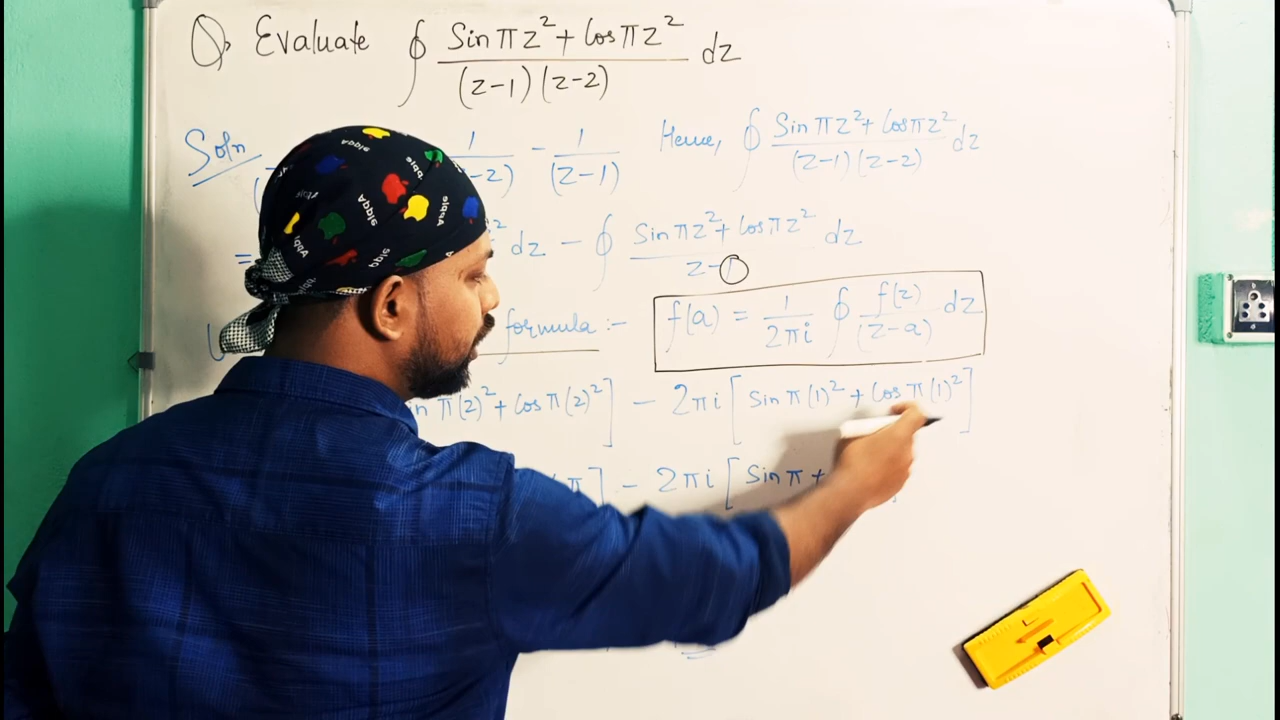 Q. Evaluate ∮ (Sin πz² + Cos πz²) / ((z-1)(z-2)) dz
Soln 1 / (z-2) - 1 / (z-1) Hence, ∮ (Sin πz² + Cos πz²) / ((z-1)(z-2)) dz
= dz - ∮ (Sin πz² + Cos πz²) / (z-1) dz
formula :- f(a) = 1/(2πi) ∮ f(z)/(z-a) dz
π(2)² + Cos π(2)²] - 2πi [Sin π(1)² + Cos π(1)²]
π] - 2πi [Sin π +